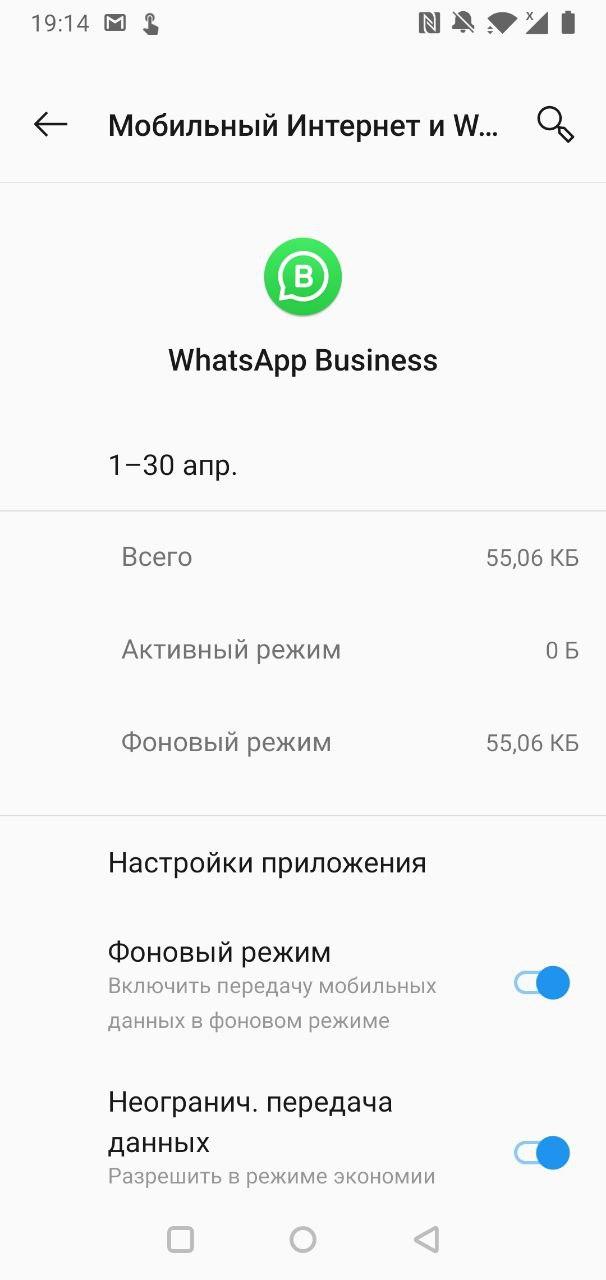 19:14
x
Мобильный Интернет и W...
B
WhatsApp Business
1–30 апр.
Всего 55,06 КБ
Активный режим 0 Б
Фоновый режим 55,06 КБ
Настройки приложения
Фоновый режим
Включить передачу мобильных
данных в фоновом режиме
Неогранич. передача
данных
Разрешить в режиме экономии